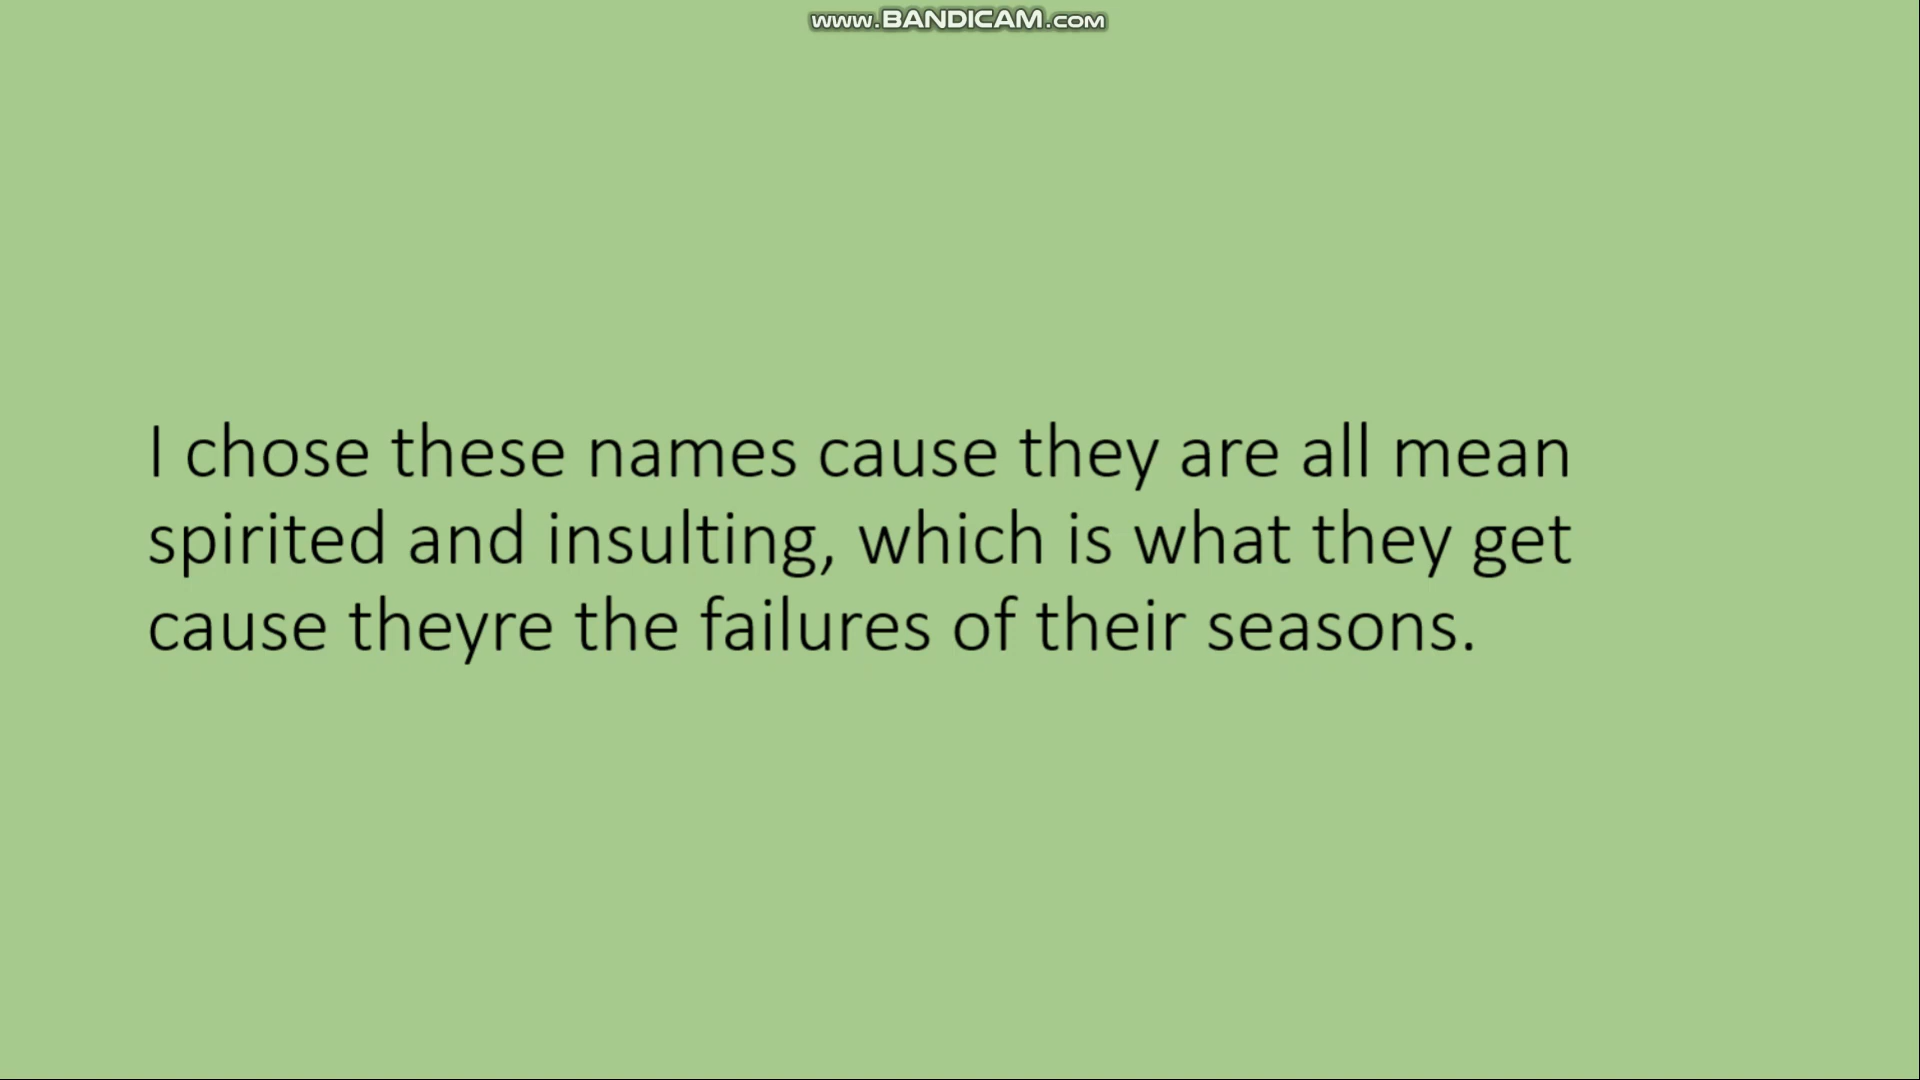 www.BANDICAM.com
I chose these names cause they are all mean
spirited and insulting, which is what they get
cause theyre the failures of their seasons.